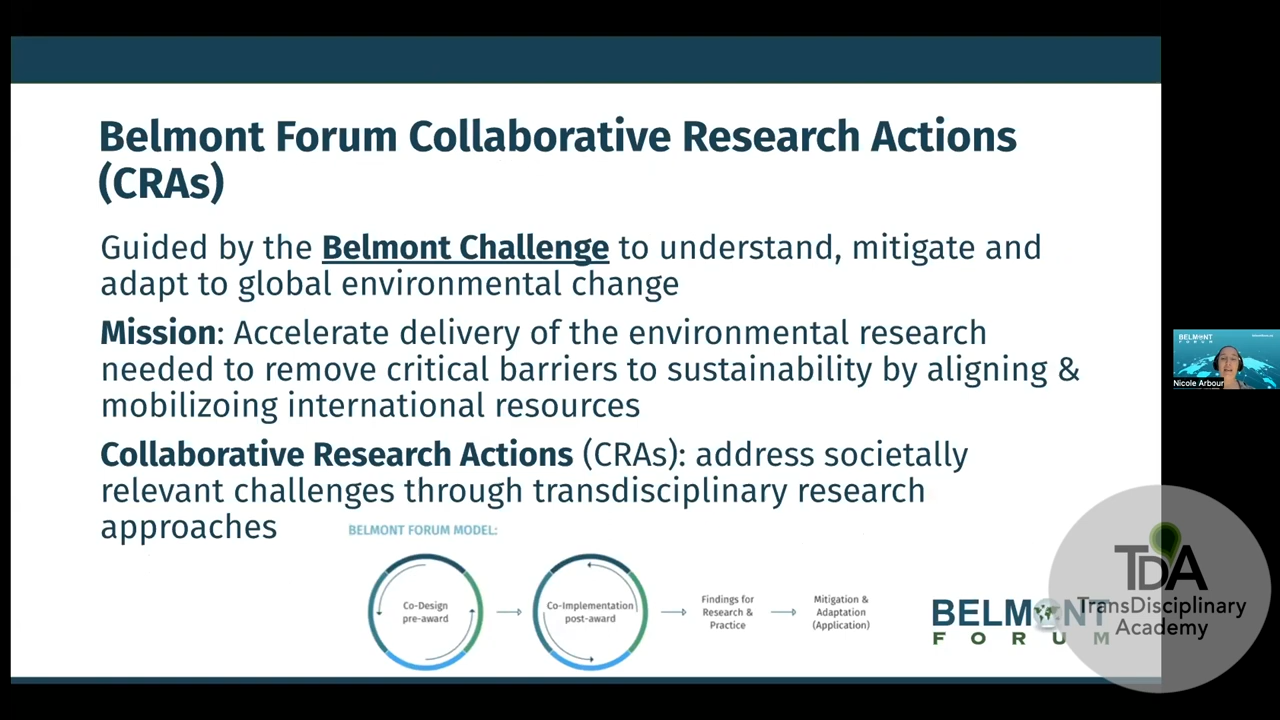 Belmont Forum Collaborative Research Actions
(CRAs)
Guided by the Belmont Challenge to understand, mitigate and
adapt to global environmental change
Mission: Accelerate delivery of the environmental research
needed to remove critical barriers to sustainability by aligning &
mobilizoing international resources
Collaborative Research Actions (CRAs): address societally
relevant challenges through transdisciplinary research
approaches
BELMONT FORUM MODEL:
Co-Design
pre-award
Co-Implementation
post-award
Findings for
Research &
Practice
Mitigation &
Adaptation
(Application)
BELMONT
FORUM
TDA
TransDisciplinary
Academy
BELMONT
FORUM
Nicole Arbour